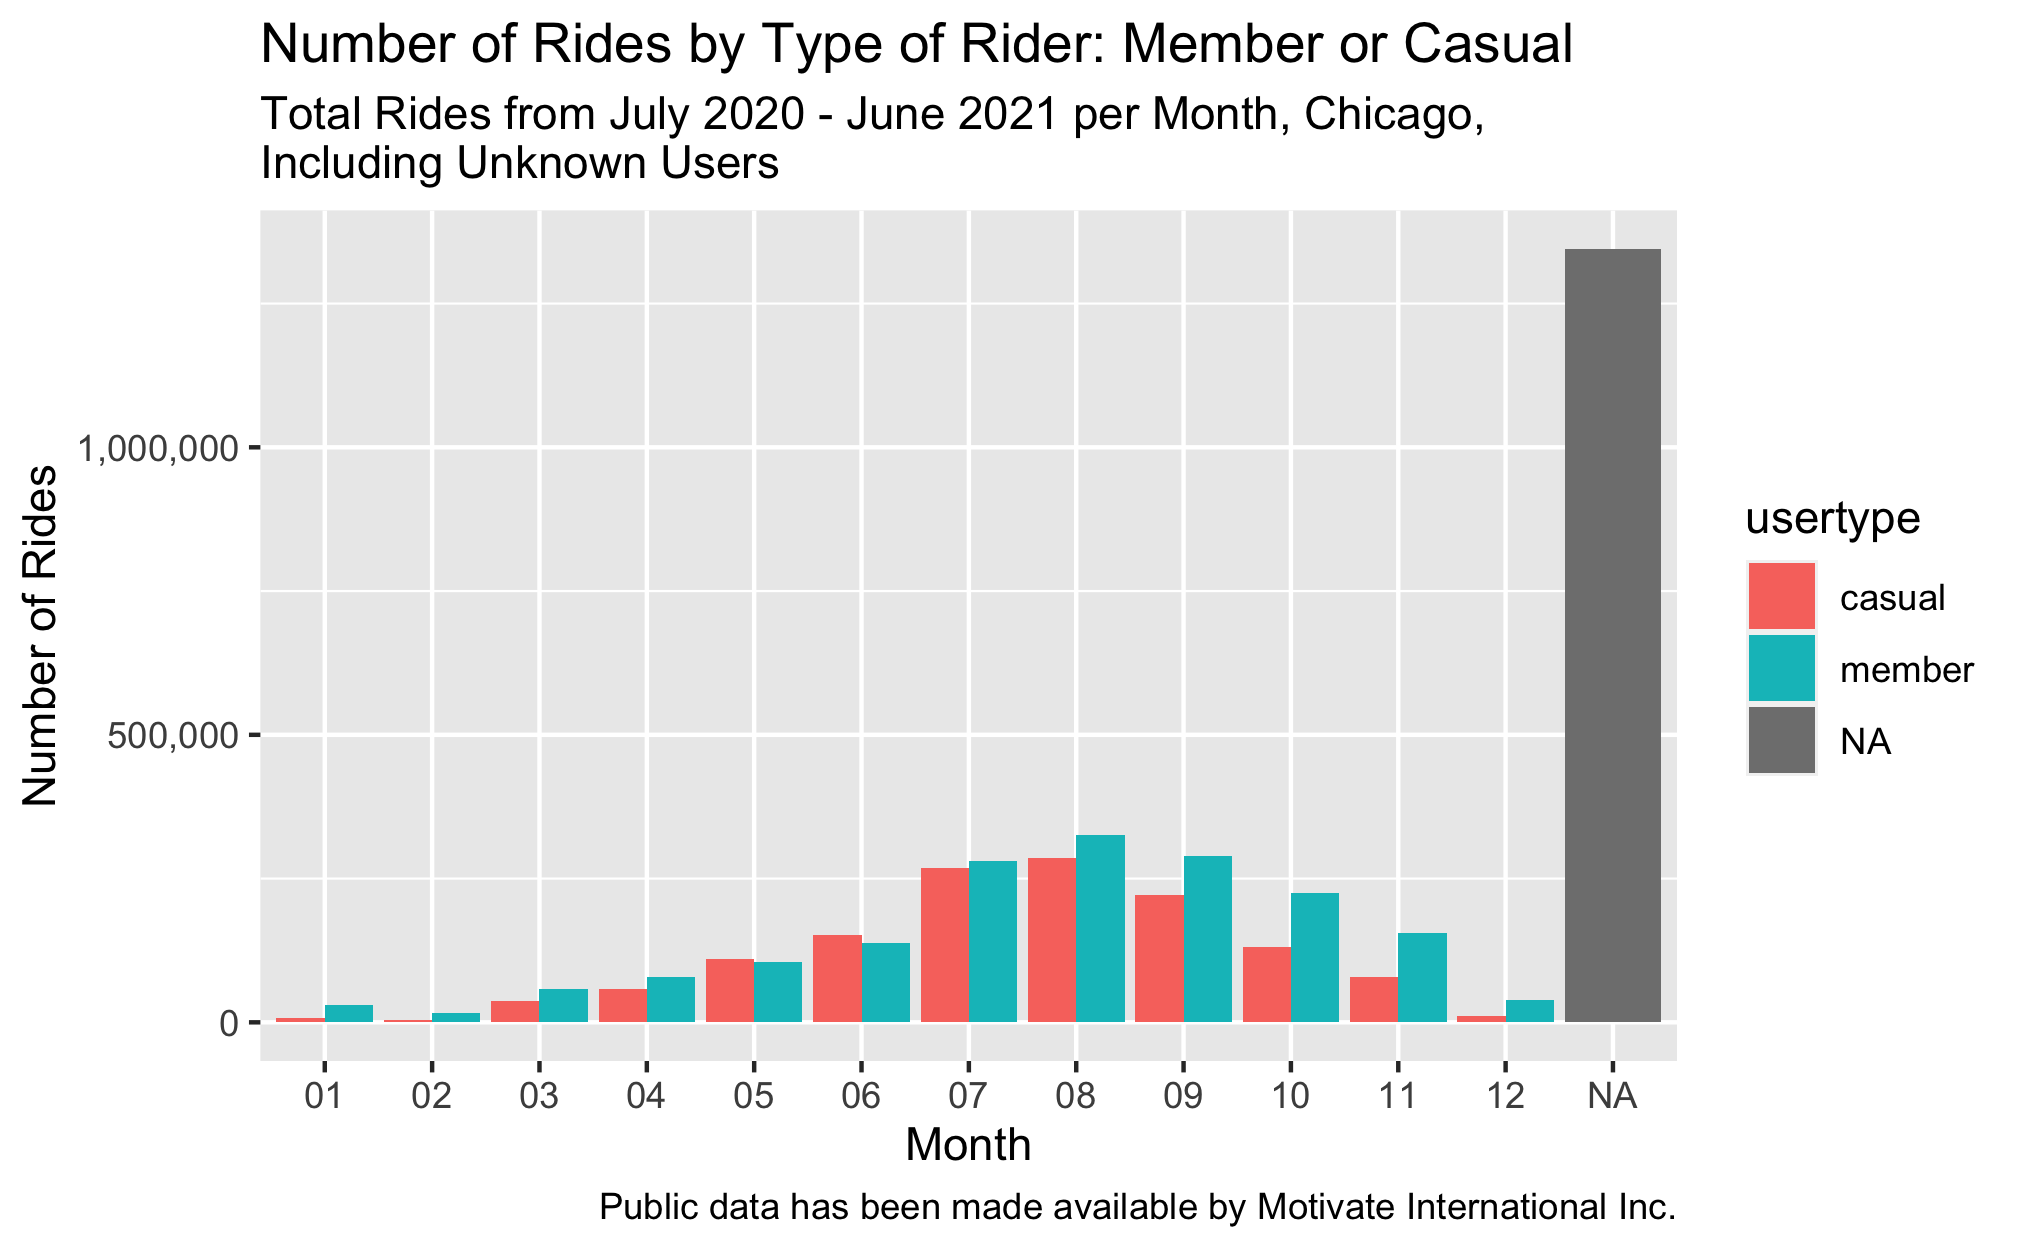 Number of Rides by Type of Rider: Member or Casual
Total Rides from July 2020 - June 2021 per Month, Chicago,
Including Unknown Users
Number of Rides
1,000,000
500,000
0
01 02 03 04 05 06 07 08 09 10 11 12 NA
Month
usertype
casual
member
NA
Public data has been made available by Motivate International Inc.